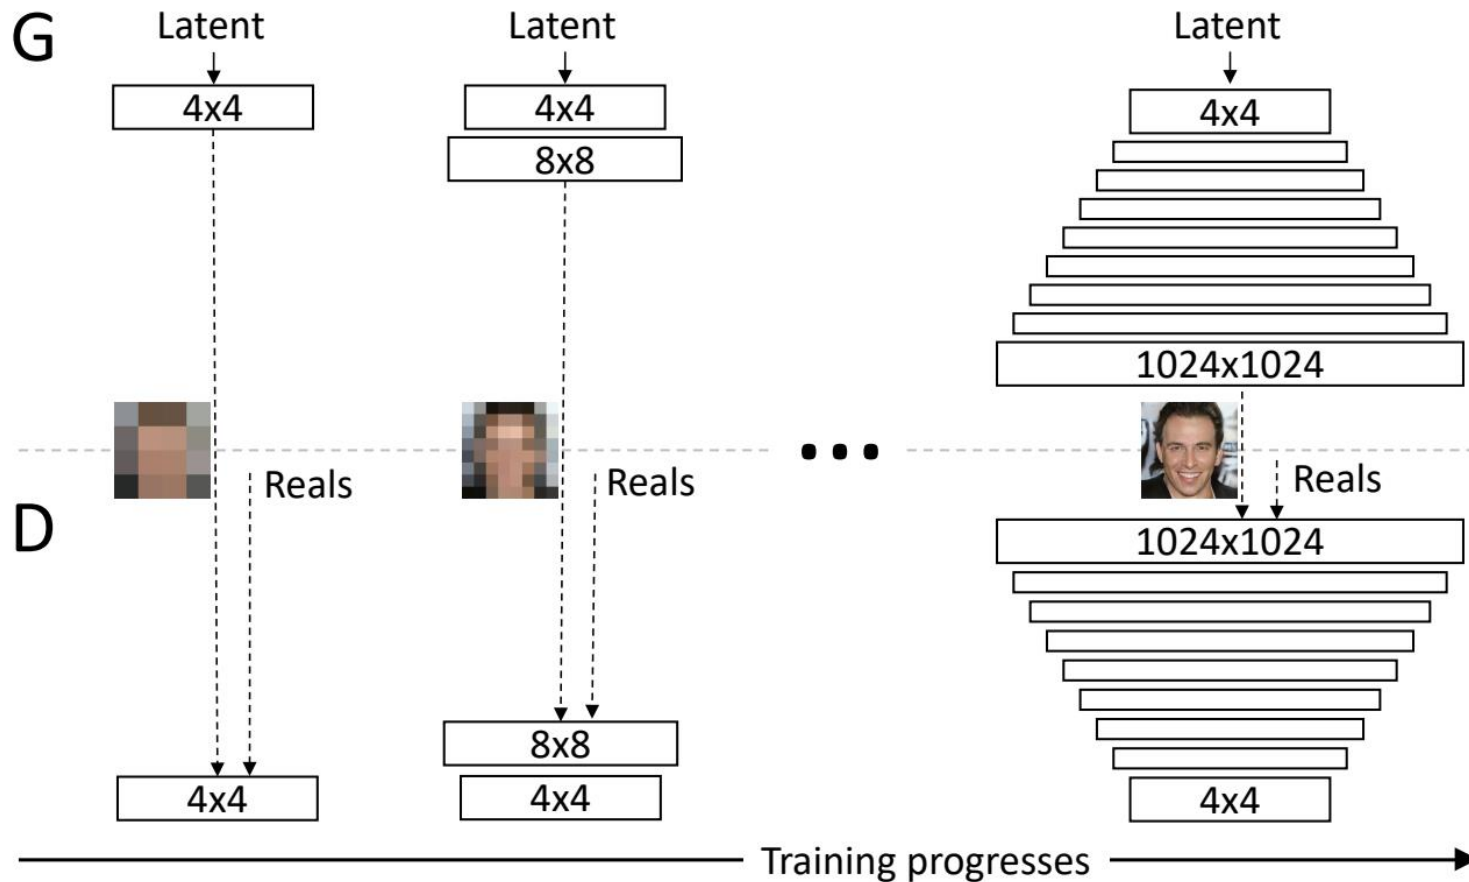 G
Latent
Latent
Latent
4x4
4x4
4x4
8x8
1024x1024
Reals
Reals
Reals
D
1024x1024
8x8
4x4
4x4
4x4
Training progresses